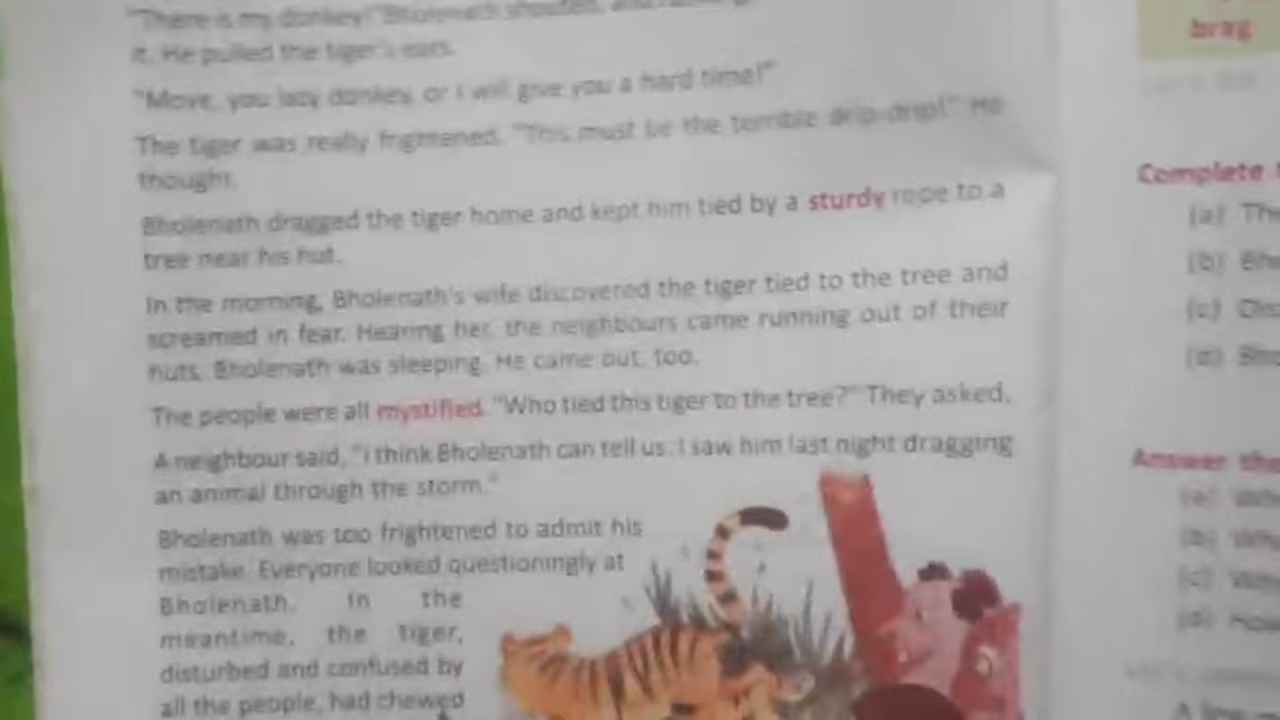 "There is my donkey!" Bholenath shouted, and
it. He pulled the tiger's ears.
"Move, you lazy donkey, or I will give you a hard time!"
The tiger was really frightened. "This must be the terrible drip-drip!" He
thought.
Bholenath dragged the tiger home and kept him tied by a sturdy rope to a
tree near his hut.
In the morning, Bholenath's wife discovered the tiger tied to the tree and
screamed in fear. Hearing her, the neighbours came running out of their
huts. Bholenath was sleeping. He came out, too.
The people were all mystified. "Who tied this tiger to the tree?" They asked.
A neighbour said, "I think Bholenath can tell us. I saw him last night dragging
an animal through the storm."
Bholenath was too frightened to admit his
mistake. Everyone looked questioningly at
Bholenath. In the
meantime, the tiger,
disturbed and confused by
all the people, had chewed
brag
Complete
(a)
(b)
(c)
(d)
Answer the
(a)
(b)
(c)
(d) How